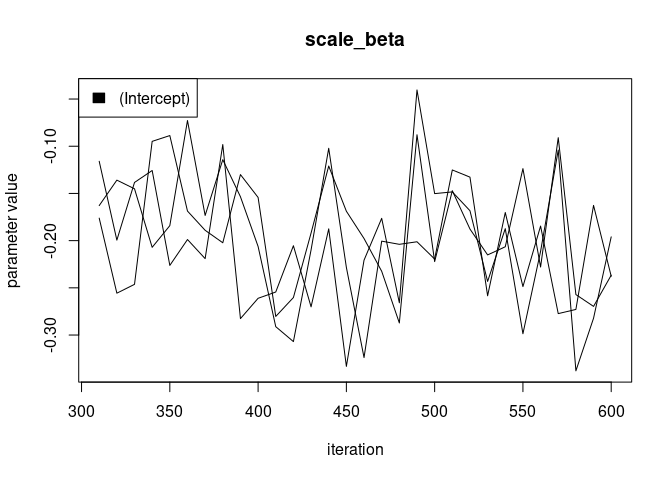 scale_beta
(Intercept)
parameter value
-0.10
-0.20
-0.30
300 350 400 450 500 550 600
iteration